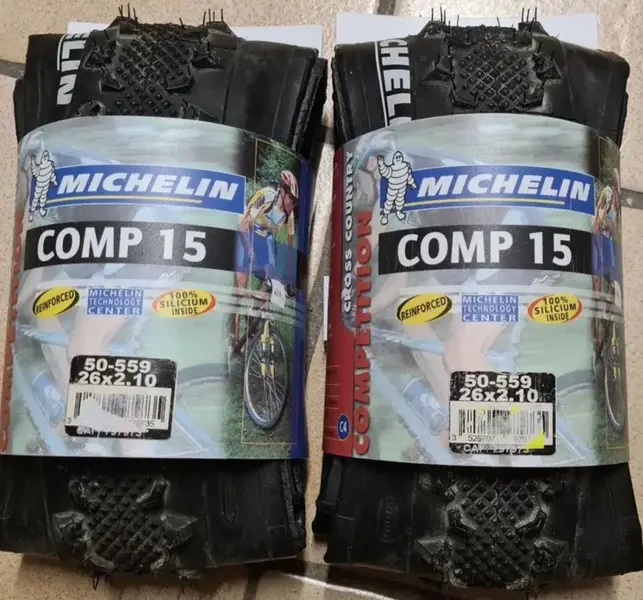 MICHELIN
COMP 15
REINFORCED
MICHELIN
TECHNOLOGY
CENTER
100%
SILICIUM
INSIDE
50-559
26x2.10
CROSS COUNTRY
COMPETITION
MICHELIN
COMP 15
REINFORCED
MICHELIN
TECHNOLOGY
CENTER
100%
SILICIUM
INSIDE
50-559
26x2.10
C4